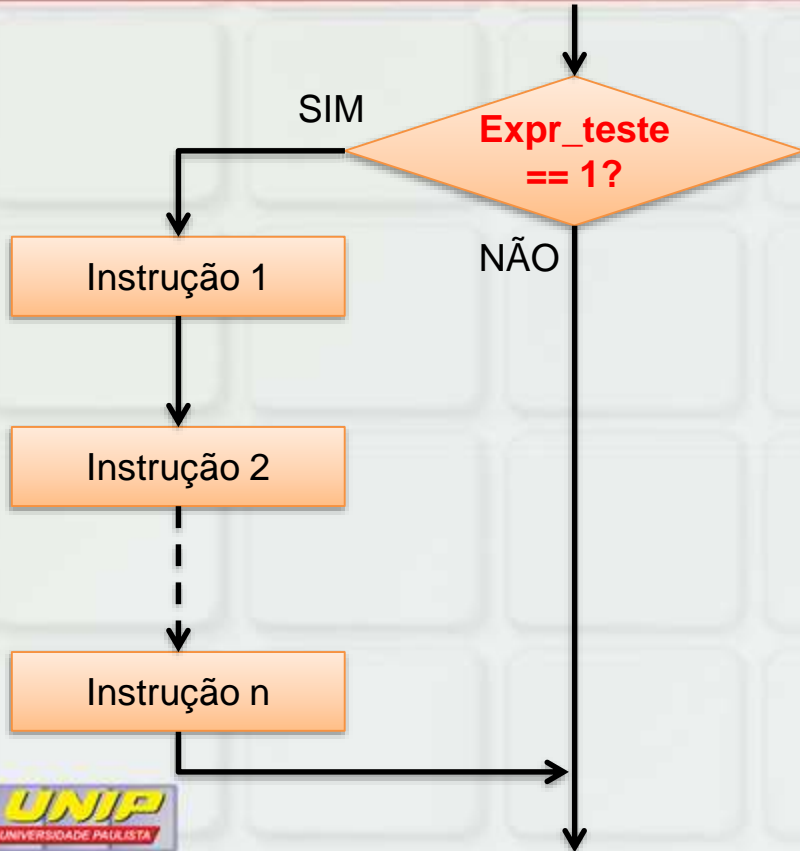 SIM
Expr_teste
== 1?
NÃO
Instrução 1
Instrução 2
Instrução n
UNIP
UNIVERSIDADE PAULISTA